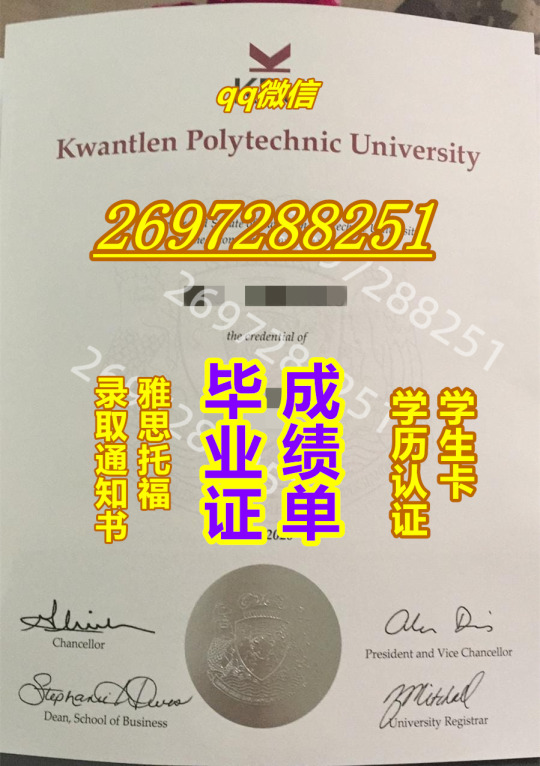 qq微信
Kwantlen Polytechnic University
2697288251
2697288251
the credential of
2697288251
毕业证
成绩单
雅思托福
录取通知书
学生卡
学历认证
Chancellor
President and Vice Chancellor
Dean, School of Business
University Registrar